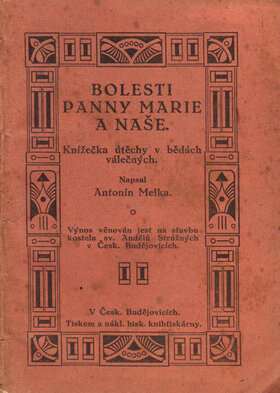 BOLESTI
PANNY MARIE
A NAŠE.
Knížečka útěchy v bědách
válečných.
Napsal
Antonín Melka.
Výnos věnován jest na stavbu
kostela sv. Andělů Strážných
v Česk. Budějovicích.
V Česk. Budějovicích.
Tiskem a nákl. bisk. knihtiskárny.